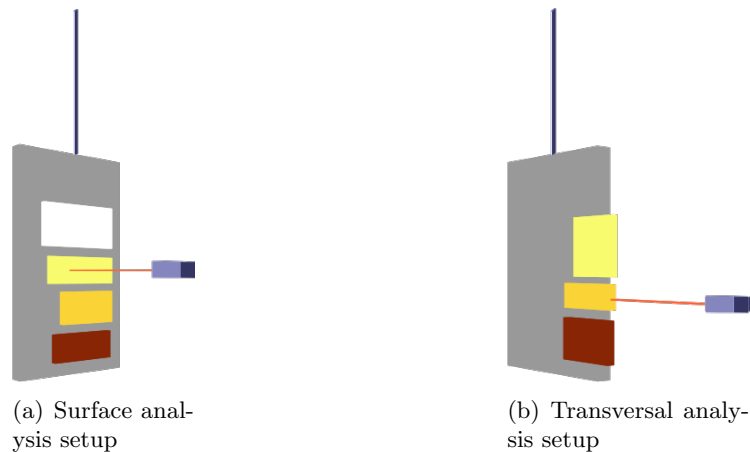 (a) Surface anal-
ysis setup
(b) Transversal analy-
sis setup